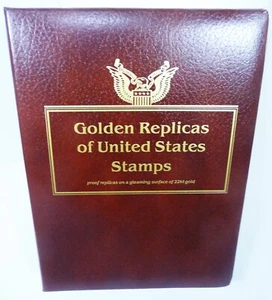 Golden Replicas
of United States
Stamps
proof replicas on a gleaming surface of 22kt gold